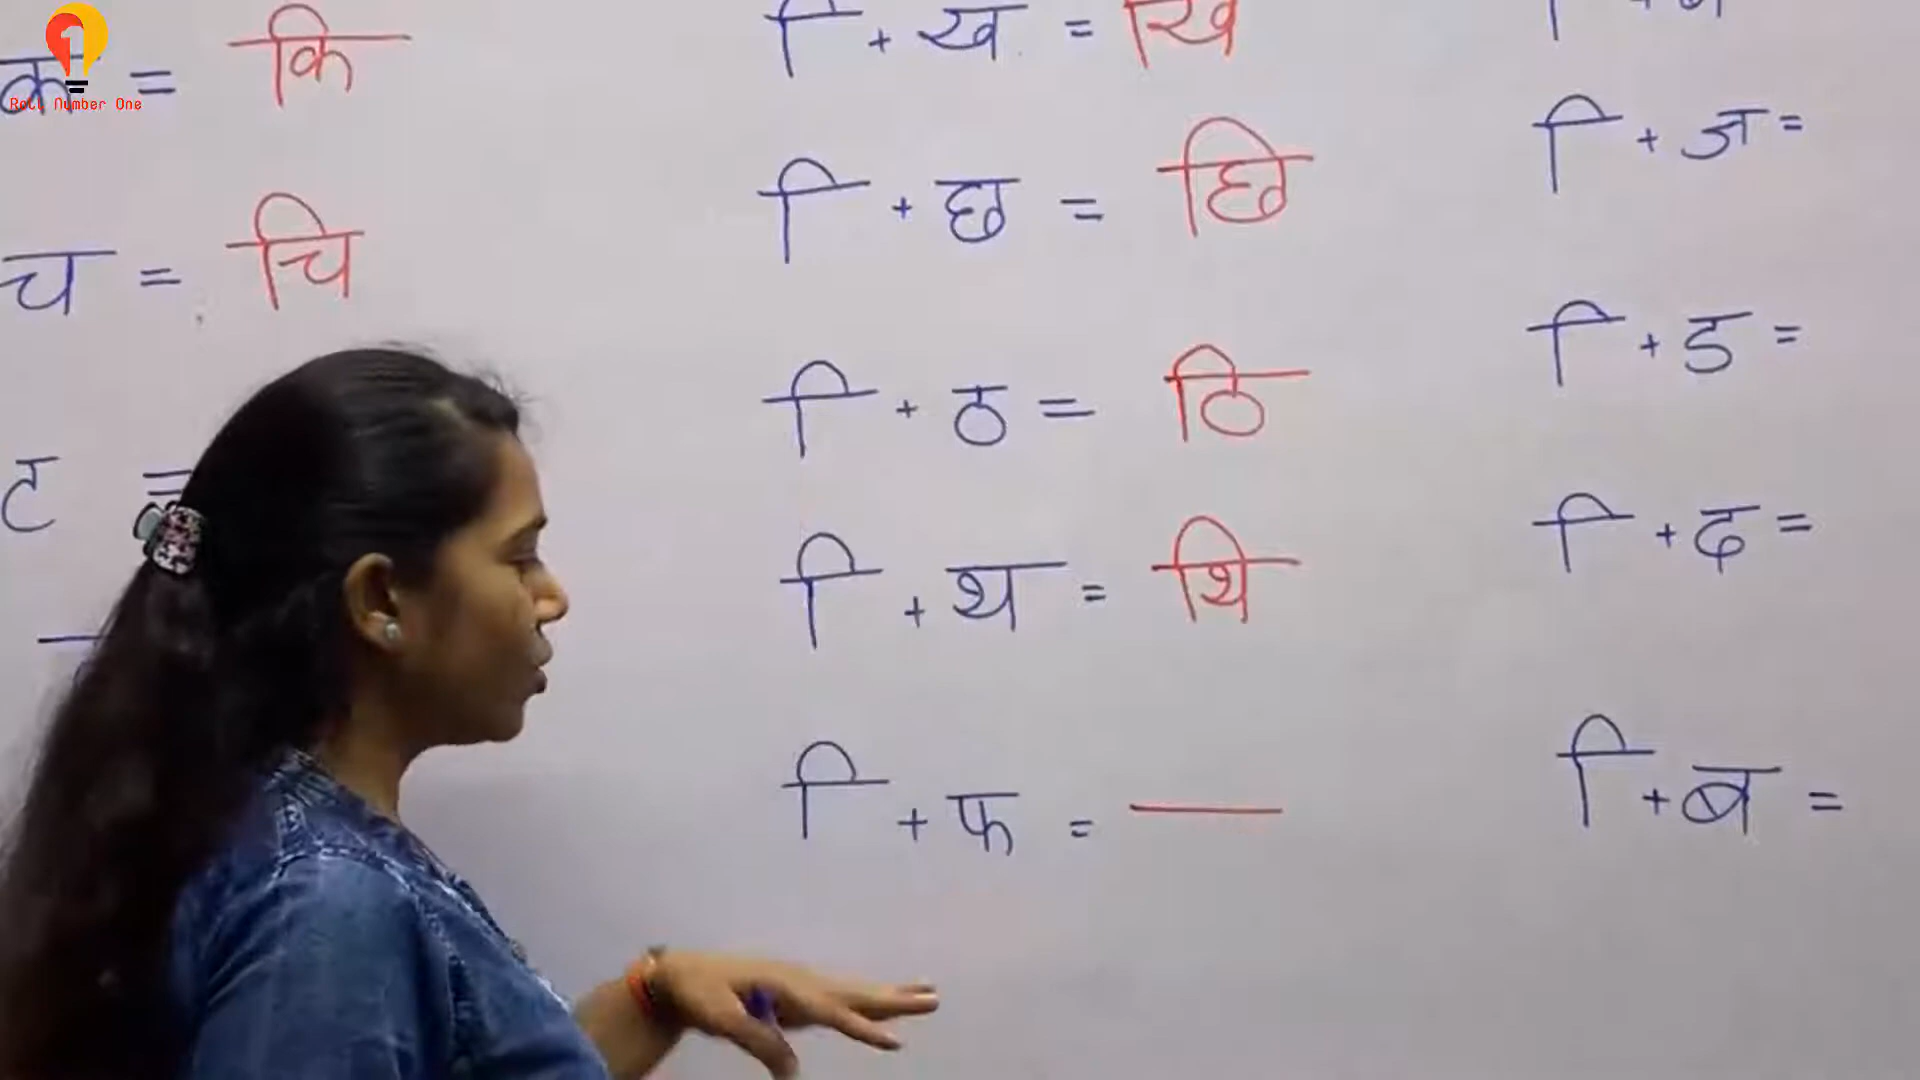 Roll Number One
क = कि
ि + ख = खि
ि + ज =
ि + छ = छि
च = चि
ि + ड =
ि + ठ = ठि
ट =
ि + द =
ि + थ = थि
ि + ब =
ि + फ =